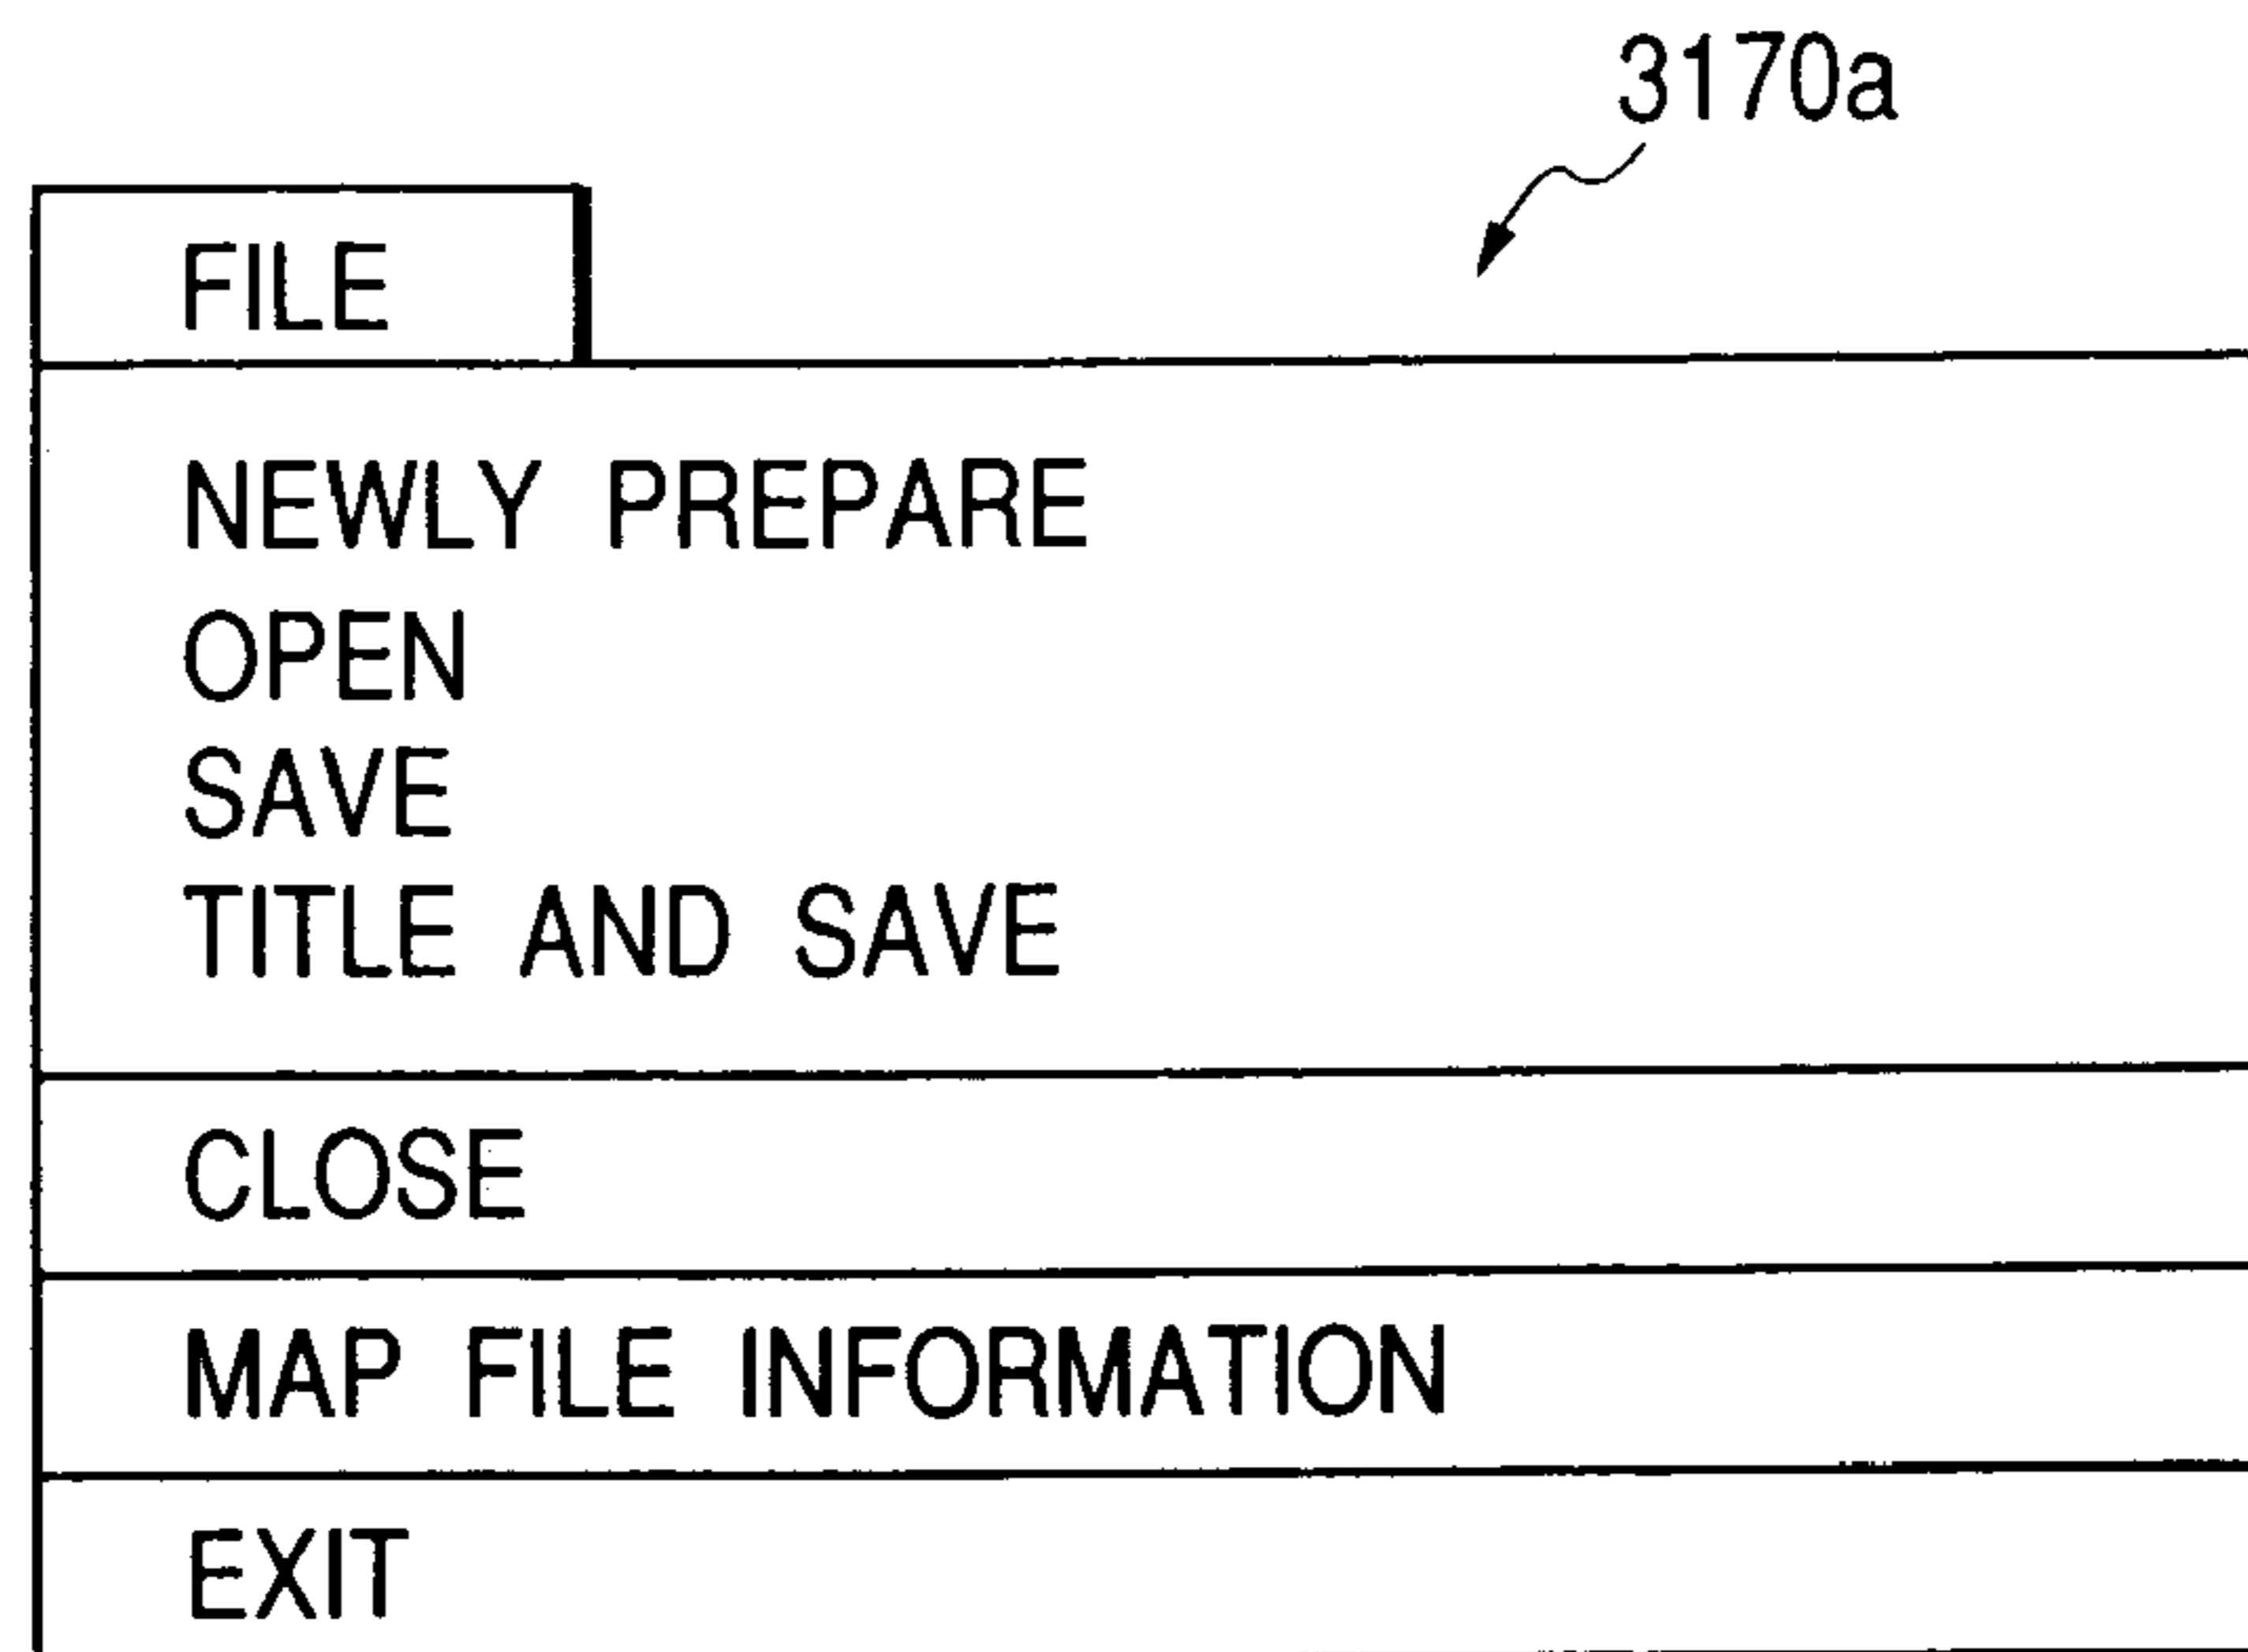 3170a
FILE
NEWLY PREPARE
OPEN
SAVE
TITLE AND SAVE
CLOSE
MAP FILE INFORMATION
EXIT